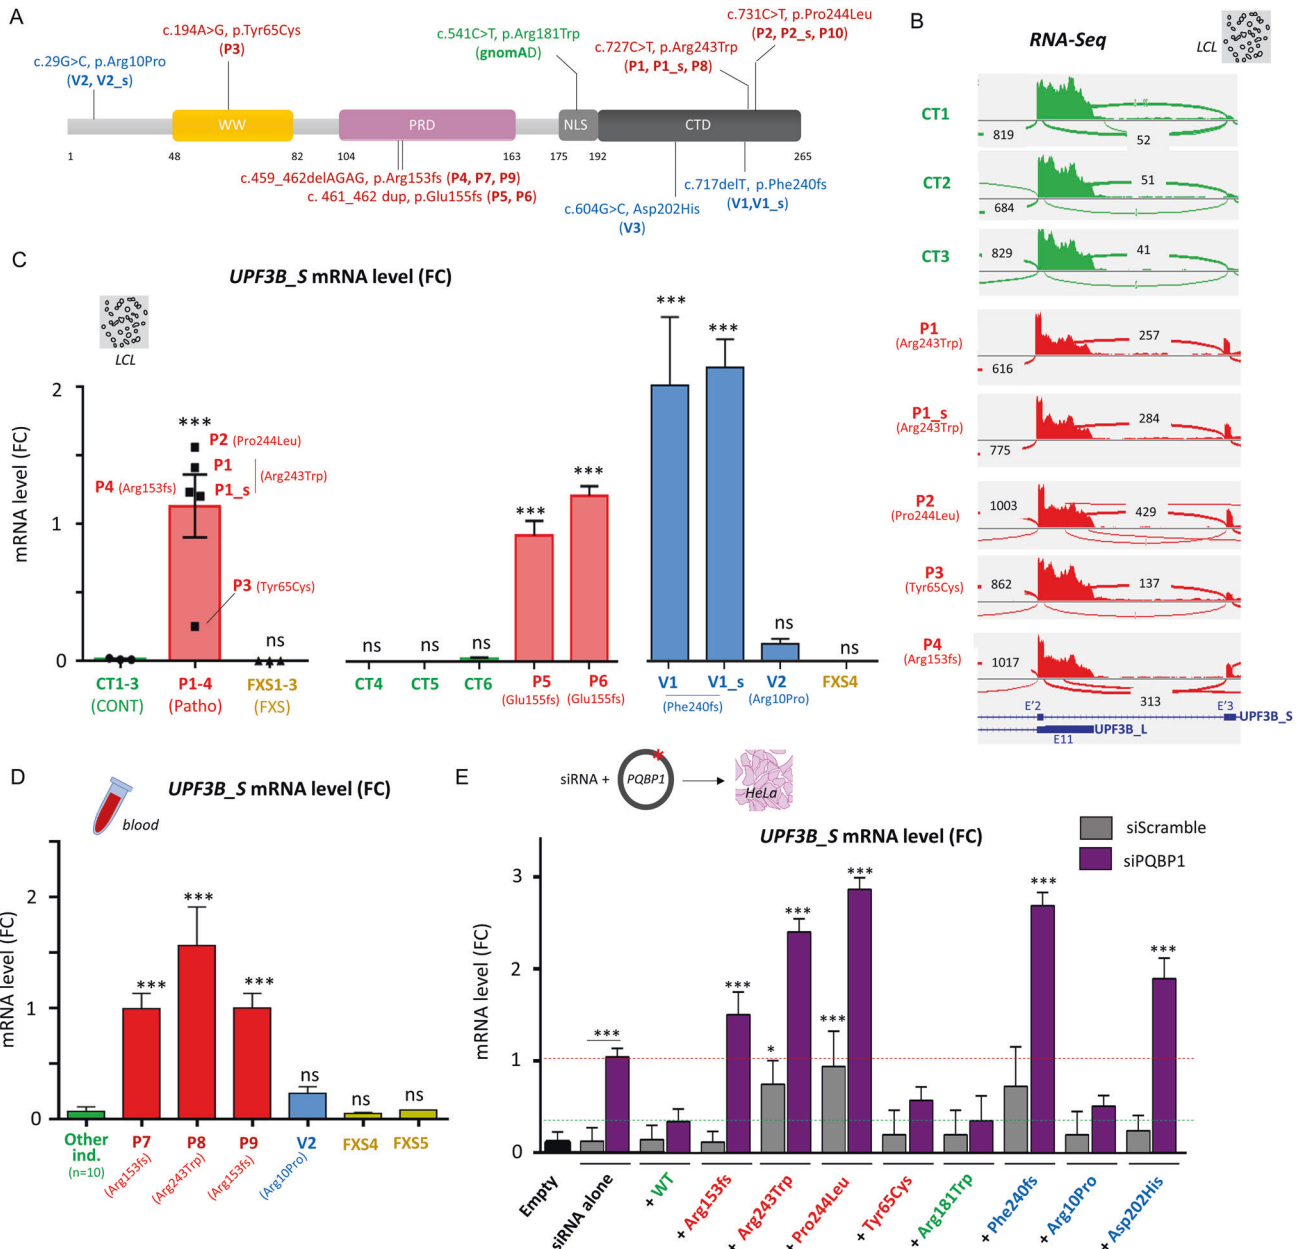 A
c.29G>C, p.Arg10Pro
(V2, V2_s)
c.194A>G, p.Tyr65Cys
(P3)
c.541C>T, p.Arg181Trp
(gnomAD)
c.727C>T, p.Arg243Trp
(P1, P1_s, P8)
c.731C>T, p.Pro244Leu
(P2, P2_s, P10)
WW
PRD
NLS
CTD
1
48
82
104
163
175
192
265
c.459_462delAGAG, p.Arg153fs (P4, P7, P9)
c. 461_462 dup, p.Glu155fs (P5, P6)
c.604G>C, Asp202His
(V3)
c.717delT, p.Phe240fs
(V1,V1_s)
B
RNA-Seq
LCL
CT1
819
52
CT2
51
684
CT3
829
41
P1
(Arg243Trp)
257
616
P1_s
(Arg243Trp)
284
775
P2
(Pro244Leu)
1003
429
P3
(Tyr65Cys)
862
137
P4
(Arg153fs)
1017
313
E'2
E'3
UPF3B_S
UPF3B_L
E11
C
UPF3B_S mRNA level (FC)
LCL
mRNA level (FC)
2
1
0
***
P2 (Pro244Leu)
P1
P1_s
(Arg243Trp)
P4 (Arg153fs)
P3 (Tyr65Cys)
ns
CT1-3
(CONT)
P1-4
(Patho)
FXS1-3
(FXS)
ns
ns
ns
***
***
CT4
CT5
CT6
P5
(Glu155fs)
P6
(Glu155fs)
***
***
ns
ns
V1
V1_s
(Phe240fs)
V2
(Arg10Pro)
FXS4
D
UPF3B_S mRNA level (FC)
blood
mRNA level (FC)
2
1
0
***
***
***
ns
ns
ns
Other
ind.
(n=10)
P7
(Arg153fs)
P8
(Arg243Trp)
P9
(Arg153fs)
V2
(Arg10Pro)
FXS4
FXS5
E
siRNA +
PQBP1
HeLa
UPF3B_S mRNA level (FC)
siScramble
siPQBP1
mRNA level (FC)
3
2
1
0
***
***
*
***
***
***
***
***
Empty
siRNA alone
+ WT
+ Arg153fs
+ Arg243Trp
+ Pro244Leu
+ Tyr65Cys
+ Arg181Trp
+ Phe240fs
+ Arg10Pro
+ Asp202His